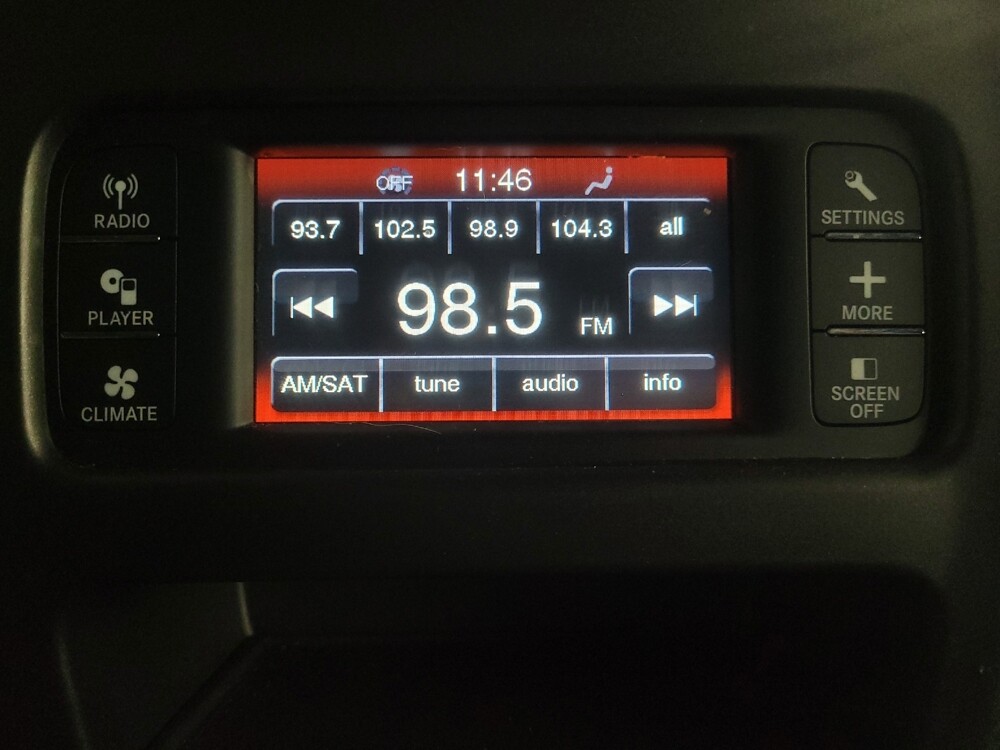 OFF 11:46
93.7 102.5 98.9 104.3 all
98.5 FM
AM/SAT tune audio info
RADIO
PLAYER
CLIMATE
SETTINGS
MORE
SCREEN
OFF